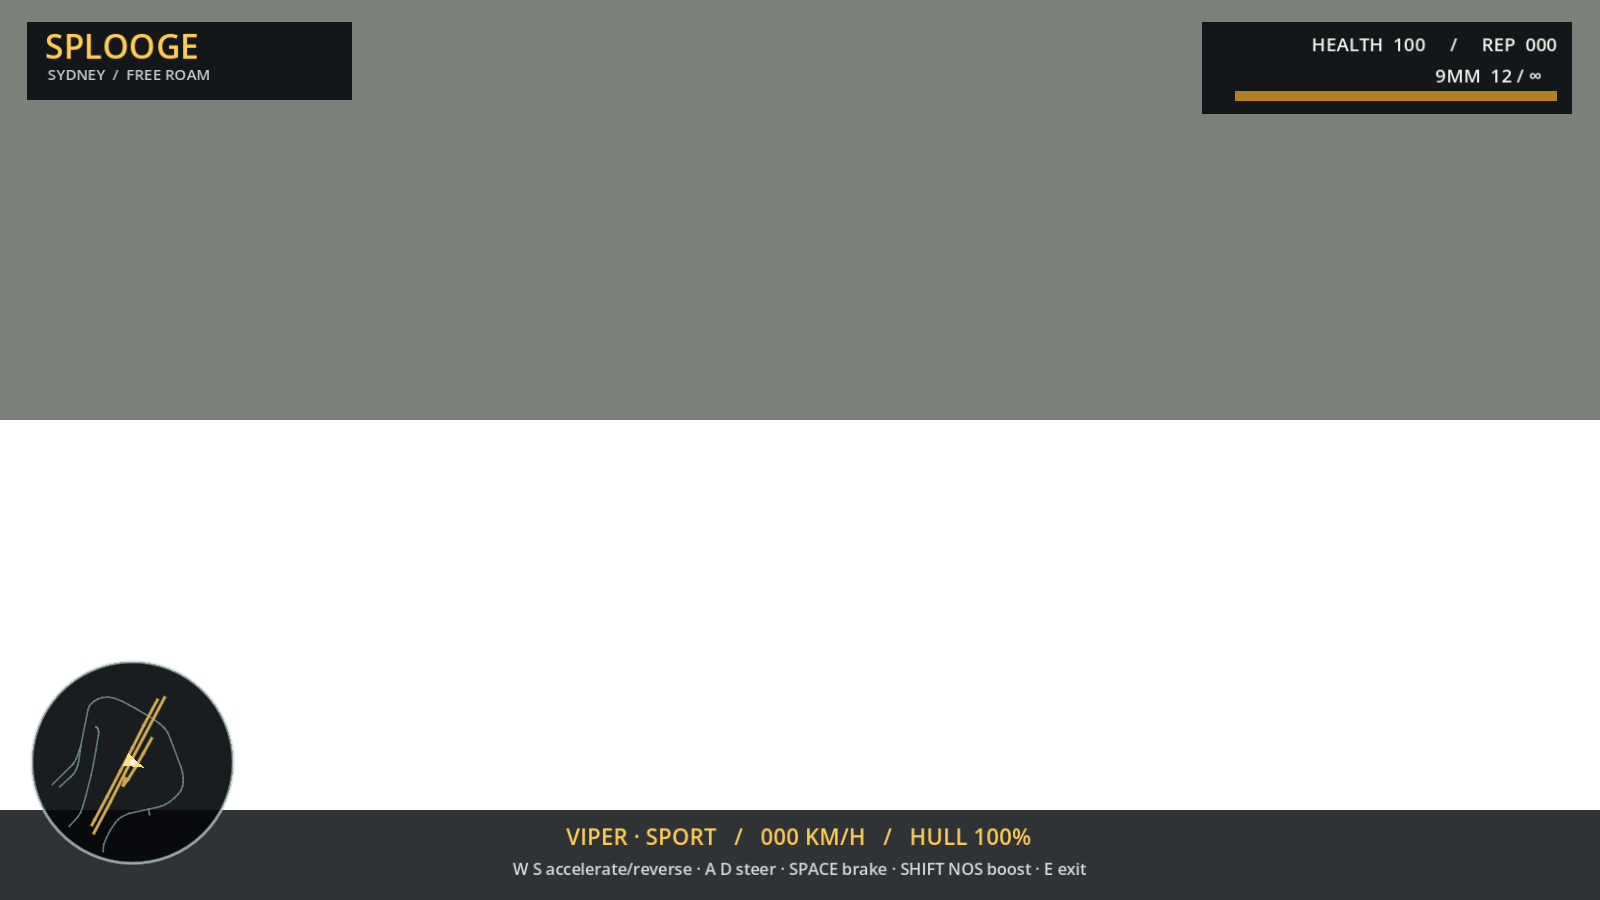 SPLOOGE
SYDNEY / FREE ROAM
HEALTH 100 / REP 000
9MM 12 / ∞
VIPER · SPORT / 000 KM/H / HULL 100%
W S accelerate/reverse · A D steer · SPACE brake · SHIFT NOS boost · E exit